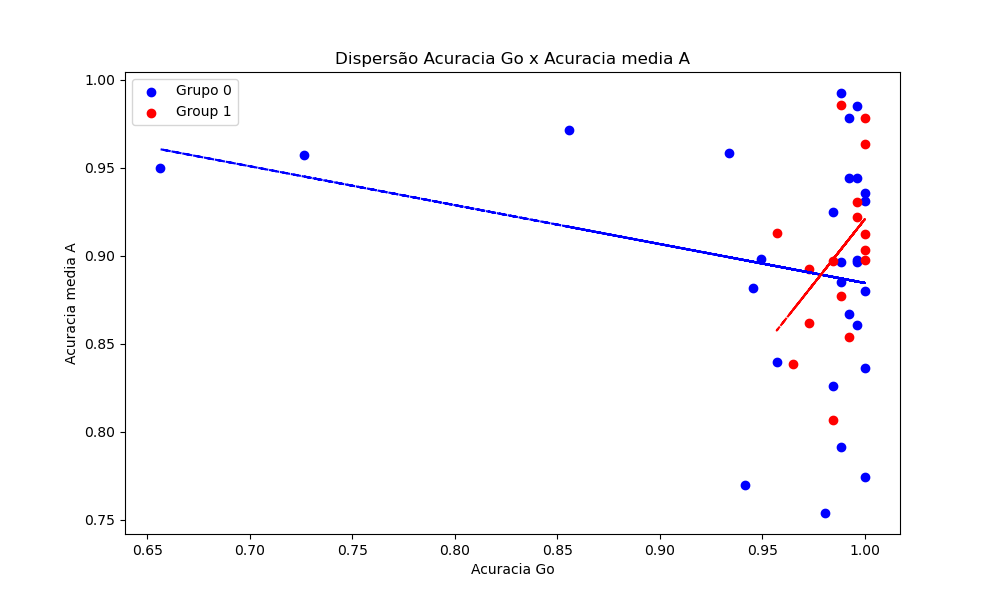 Dispersão Acuracia Go x Acuracia media A
Grupo 0
Group 1
Acuracia media A
1.00
0.95
0.90
0.85
0.80
0.75
0.65 0.70 0.75 0.80 0.85 0.90 0.95 1.00
Acuracia Go